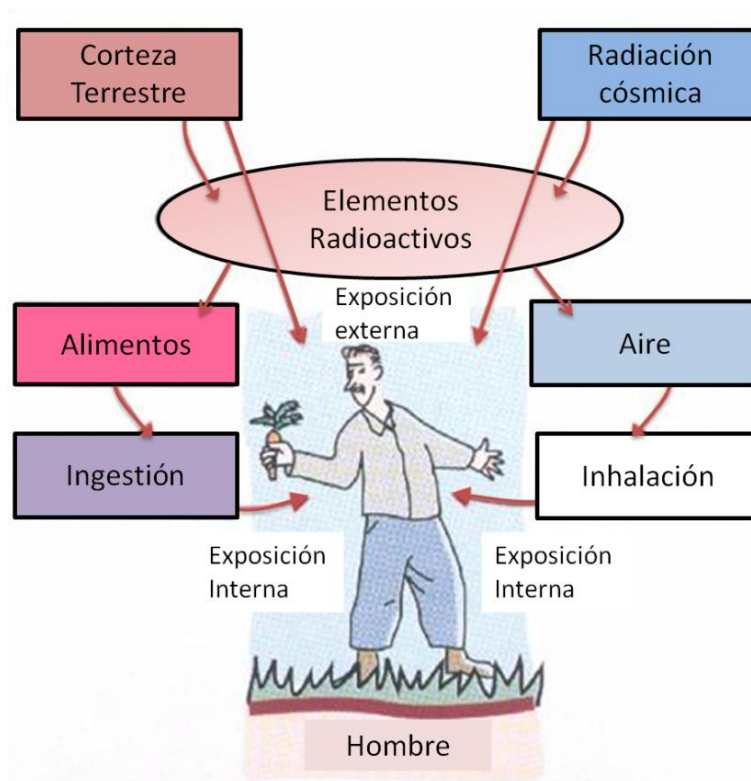 Corteza
Terrestre
Radiación
cósmica
Elementos
Radioactivos
Exposición
externa
Alimentos
Aire
Ingestión
Inhalación
Exposición
Interna
Exposición
Interna
Hombre